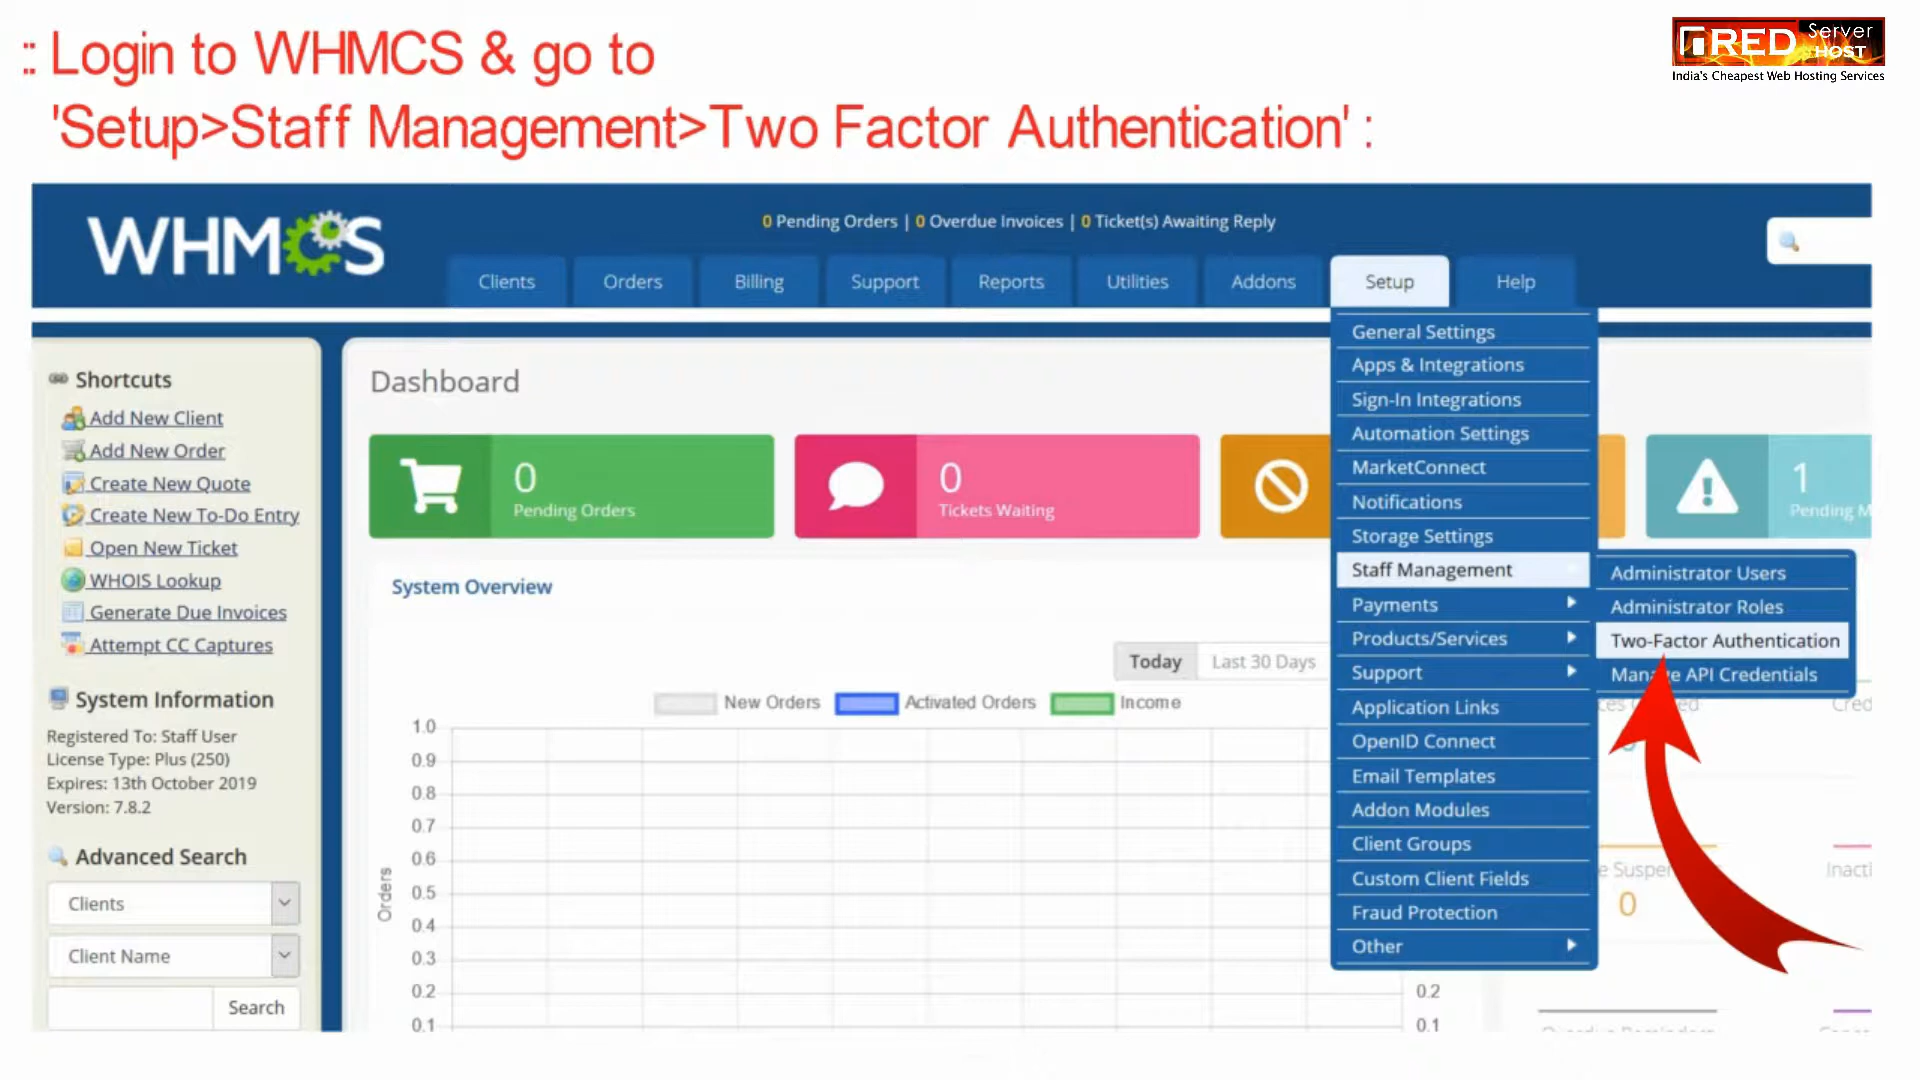 :: Login to WHMCS & go to
'Setup>Staff Management>Two Factor Authentication' :
RED Server HOST
India's Cheapest Web Hosting Services
WHMCS
0 Pending Orders | 0 Overdue Invoices | 0 Ticket(s) Awaiting Reply
Clients Orders Billing Support Reports Utilities Addons Setup Help
Shortcuts
Add New Client
Add New Order
Create New Quote
Create New To-Do Entry
Open New Ticket
WHOIS Lookup
Generate Due Invoices
Attempt CC Captures
System Information
Registered To: Staff User
License Type: Plus (250)
Expires: 13th October 2019
Version: 7.8.2
Advanced Search
Clients
Client Name
Search
Dashboard
0
Pending Orders
0
Tickets Waiting
1
Pending M
System Overview
Today Last 30 Days
New Orders Activated Orders Income
Orders
1.0
0.9
0.8
0.7
0.6
0.5
0.4
0.3
0.2
0.1
0.2
0.1
General Settings
Apps & Integrations
Sign-In Integrations
Automation Settings
MarketConnect
Notifications
Storage Settings
Staff Management
Payments
Products/Services
Support
Application Links
OpenID Connect
Email Templates
Addon Modules
Client Groups
Custom Client Fields
Fraud Protection
Other
Administrator Users
Administrator Roles
Two-Factor Authentication
Manage API Credentials
Cred
e Suspen
0
Inacti